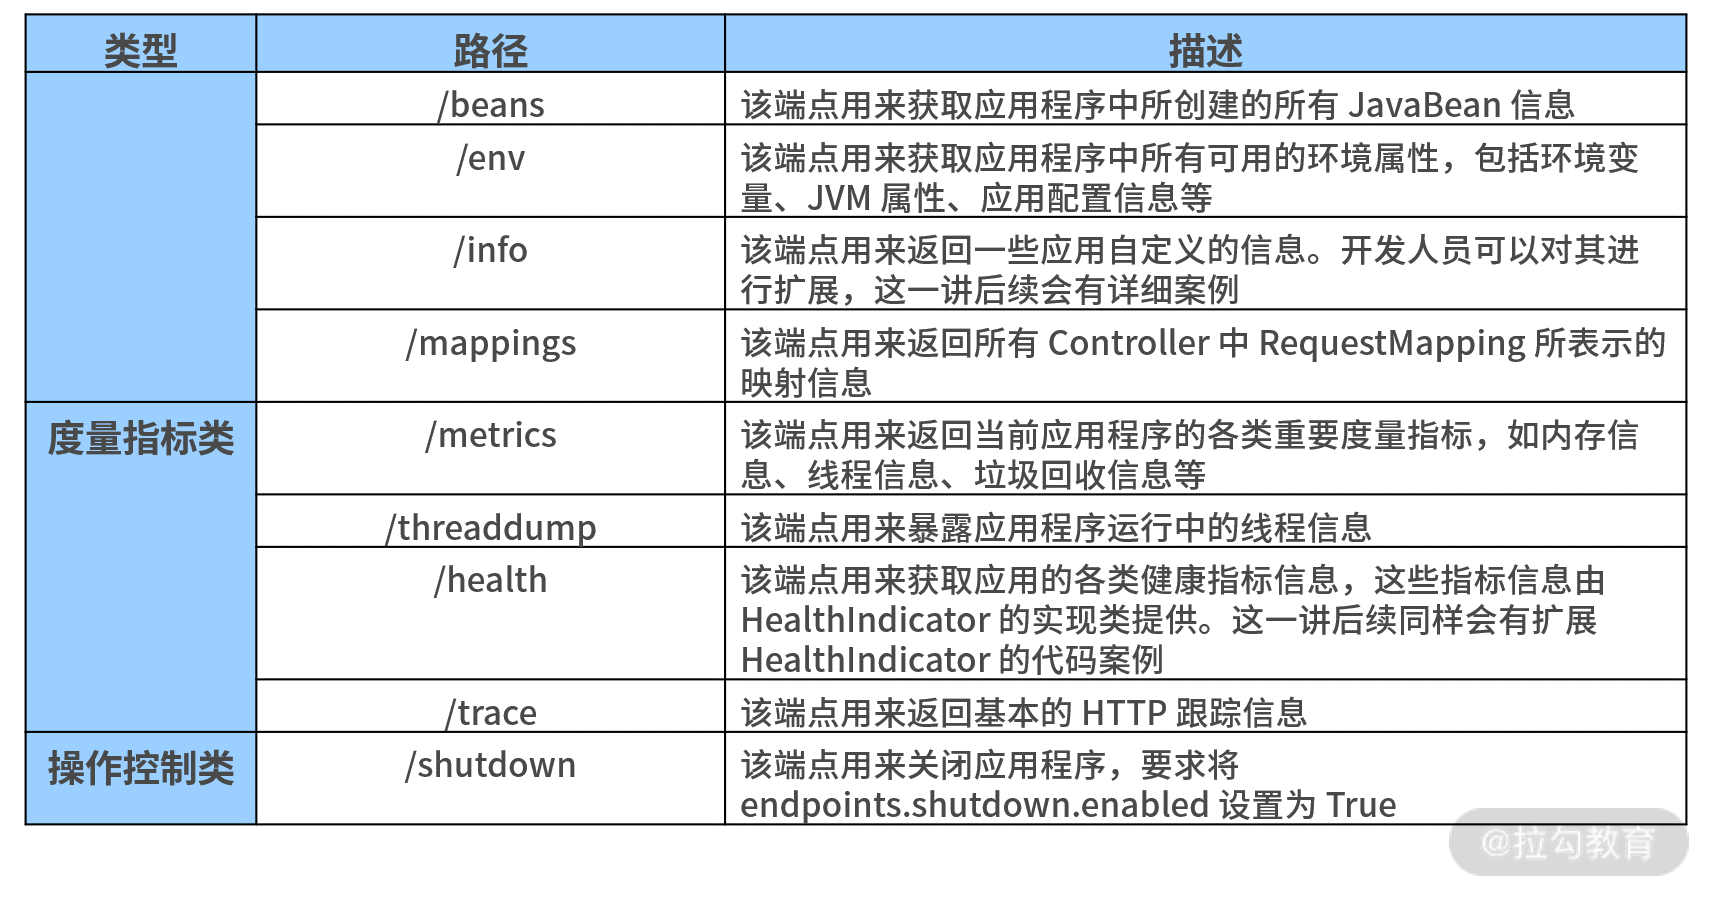 类型 路径 描述
/beans 该端点用来获取应用程序中所创建的所有 JavaBean 信息
/env 该端点用来获取应用程序中所有可用的环境属性，包括环境变
量、JVM 属性、应用配置信息等
/info 该端点用来返回一些应用自定义的信息。开发人员可以对其进
行扩展，这一讲后续会有详细案例
/mappings 该端点用来返回所有 Controller 中 RequestMapping 所表示的
映射信息
度量指标类 /metrics 该端点用来返回当前应用程序的各类重要度量指标，如内存信
息、线程信息、垃圾回收信息等
/threaddump 该端点用来暴露应用程序运行中的线程信息
/health 该端点用来获取应用的各类健康指标信息，这些指标信息由
HealthIndicator 的实现类提供。这一讲后续同样会有扩展
HealthIndicator 的代码案例
/trace 该端点用来返回基本的 HTTP 跟踪信息
操作控制类 /shutdown 该端点用来关闭应用程序，要求将
endpoints.shutdown.enabled 设置为 True
@拉勾教育